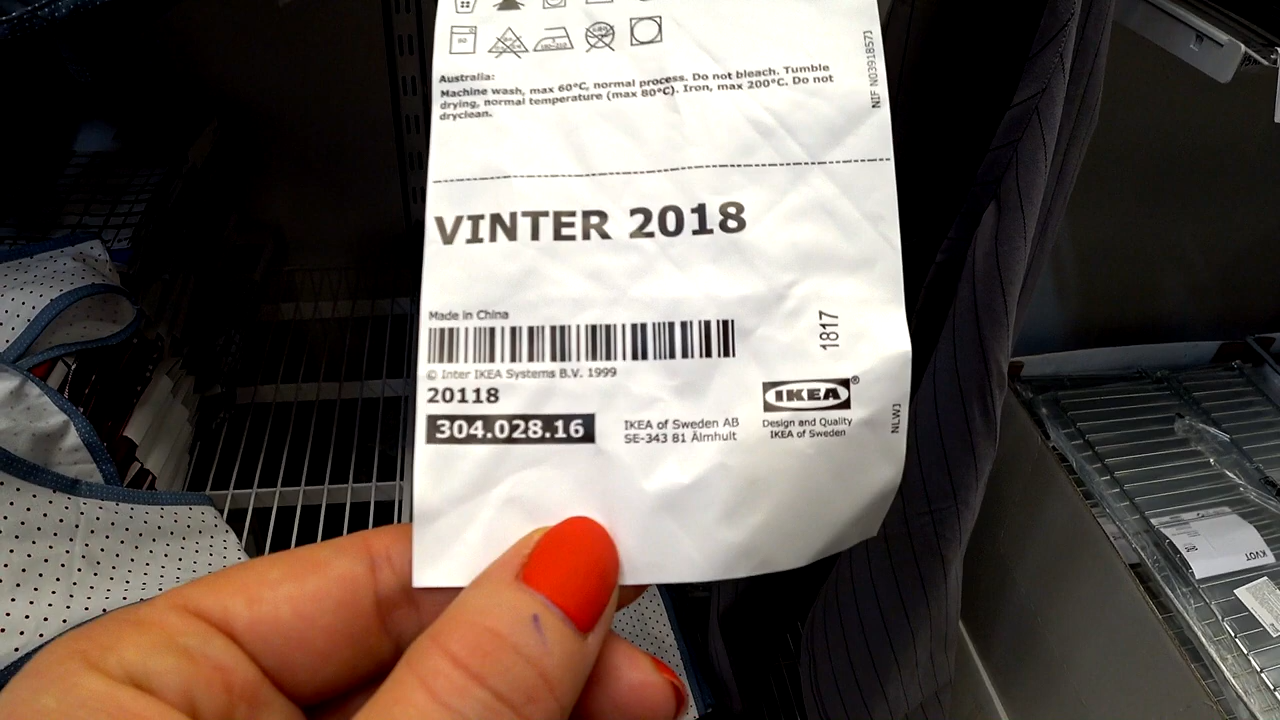 Australia:
Machine wash, max 60°C, normal process. Do not bleach. Tumble
drying, normal temperature (max 80°C). Iron, max 200°C. Do not
dryclean.
NIF N0391857J
VINTER 2018
Made in China
1817
© Inter IKEA Systems B.V. 1999
20118
304.028.16
IKEA of Sweden AB
SE-343 81 Älmhult
IKEA®
Design and Quality
IKEA of Sweden
NLWJ
KVOT